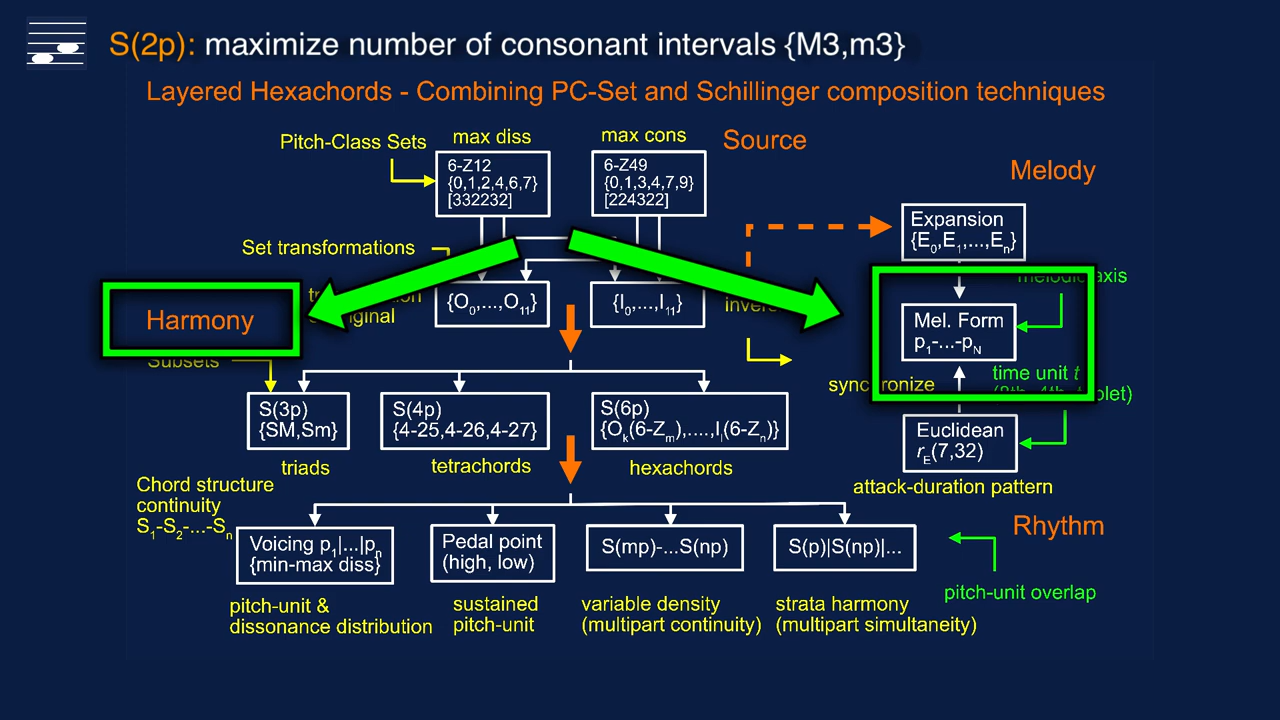 S(2p): maximize number of consonant intervals {M3,m3}
Layered Hexachords - Combining PC-Set and Schillinger composition techniques
Pitch-Class Sets
max diss
max cons
Source
6-Z12
{0,1,2,4,6,7}
[332232]
6-Z49
{0,1,3,4,7,9}
[224322]
Melody
Expansion
{E0,E1,...,En}
Set transformations
{O0,...,O11}
{I0,...,I11}
axis
Mel. Form
p1-...-pN
Harmony
Subsets
synchronize
time unit t
S(3p)
{SM,Sm}
S(4p)
{4-25,4-26,4-27}
S(6p)
{Ok(6-Zm),....,Il(6-Zn)}
Euclidean
rE(7,32)
triads
tetrachords
hexachords
attack-duration pattern
Chord structure
continuity
S1-S2-...-Sn
Rhythm
Voicing p1|...|pn
{min-max diss}
Pedal point
(high, low)
S(mp)-...S(np)
S(p)|S(np)|...
pitch-unit overlap
pitch-unit &
dissonance distribution
sustained
pitch-unit
variable density
(multipart continuity)
strata harmony
(multipart simultaneity)